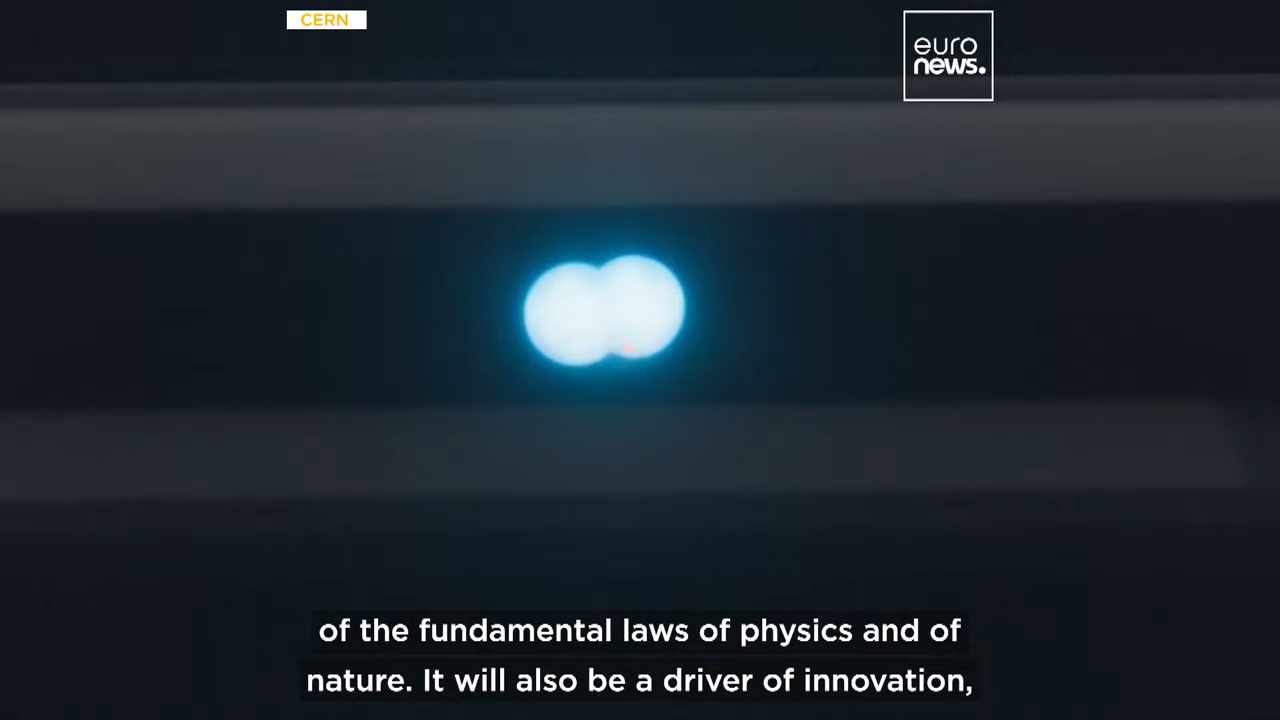 CERN
euro
news.
of the fundamental laws of physics and of
nature. It will also be a driver of innovation,